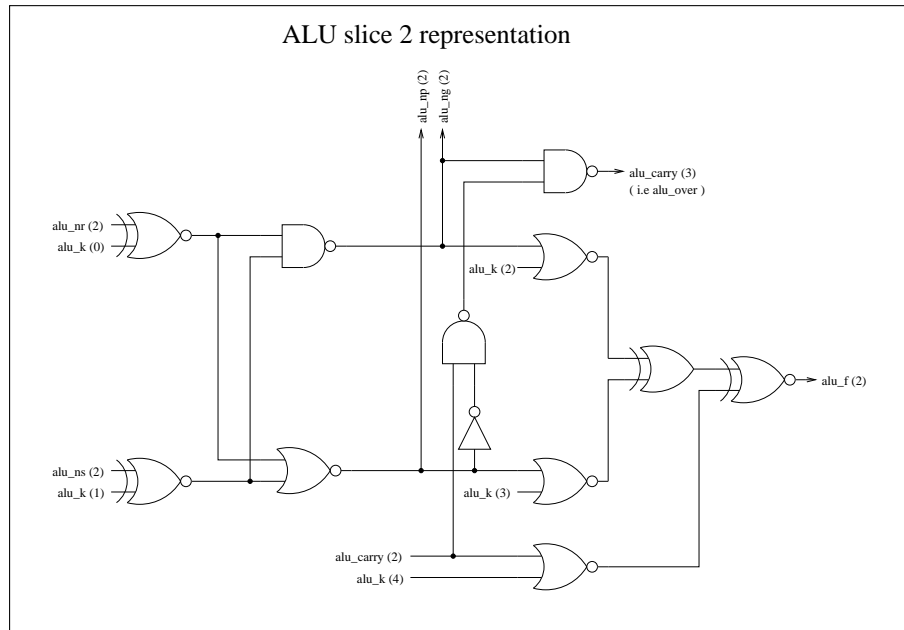 ALU slice 2 representation
alu_np (2)
alu_ng (2)
alu_carry (3)
( i.e alu_over )
alu_nr (2)
alu_k (0)
alu_k (2)
alu_f (2)
alu_ns (2)
alu_k (1)
alu_k (3)
alu_carry (2)
alu_k (4)